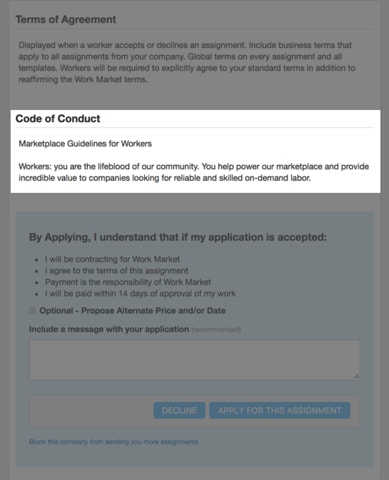 Terms of Agreement
Displayed when a worker accepts or declines an assignment. Include business terms that
apply to all assignments from your company. Global terms on every assignment and all
templates. Workers will be required to explicitly agree to your standard terms in addition to
reaffirming the Work Market terms.
Code of Conduct
Marketplace Guidelines for Workers
Workers: you are the lifeblood of our community. You help power our marketplace and provide
incredible value to companies looking for reliable and skilled on-demand labor.
By Applying, I understand that if my application is accepted:
• I will be contracting for Work Market
• I agree to the terms of this assignment
• Payment is the responsibility of Work Market
• I will be paid within 14 days of approval of my work
Optional - Propose Alternate Price and/or Date
Include a message with your application (recommended)
DECLINE APPLY FOR THIS ASSIGNMENT
Block this company from sending you more assignments.